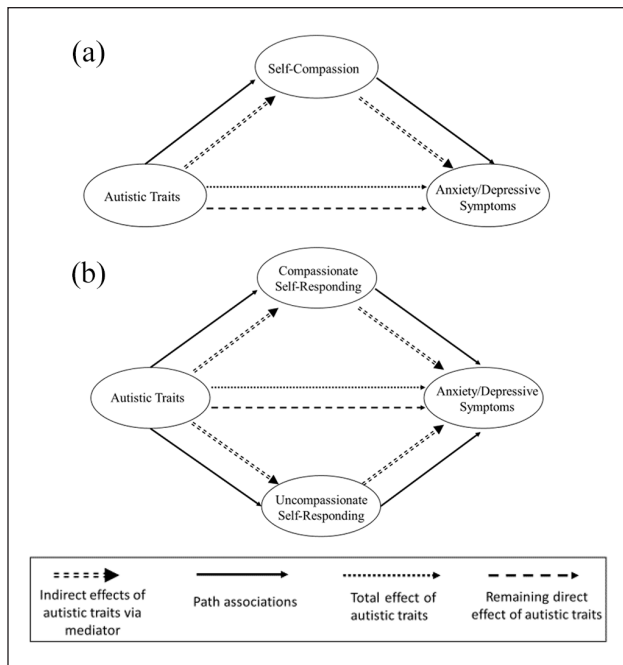 (a)
Self-Compassion
Autistic Traits
Anxiety/Depressive
Symptoms
(b)
Compassionate
Self-Responding
Autistic Traits
Anxiety/Depressive
Symptoms
Uncompassionate
Self-Responding
Indirect effects of
autistic traits via
mediator
Path associations
Total effect of
autistic traits
Remaining direct
effect of autistic traits